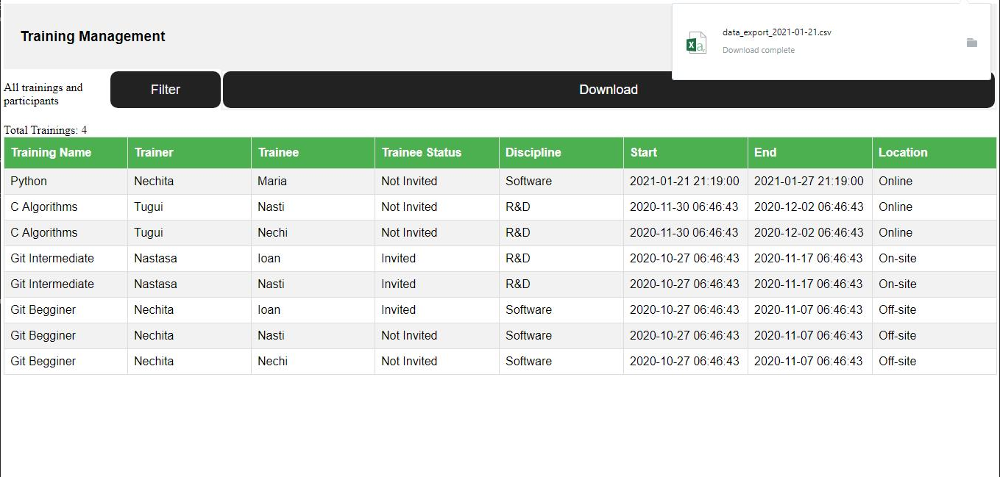 Training Management
data_export_2021-01-21.csv
Download complete
All trainings and
participants
Filter
Download
Total Trainings: 4
Training Name Trainer Trainee Trainee Status Discipline Start End Location
Python Nechita Maria Not Invited Software 2021-01-21 21:19:00 2021-01-27 21:19:00 Online
C Algorithms Tugui Nasti Not Invited R&D 2020-11-30 06:46:43 2020-12-02 06:46:43 Online
C Algorithms Tugui Nechi Not Invited R&D 2020-11-30 06:46:43 2020-12-02 06:46:43 Online
Git Intermediate Nastasa Ioan Invited R&D 2020-10-27 06:46:43 2020-11-17 06:46:43 On-site
Git Intermediate Nastasa Nasti Invited R&D 2020-10-27 06:46:43 2020-11-17 06:46:43 On-site
Git Begginer Nechita Ioan Invited Software 2020-10-27 06:46:43 2020-11-07 06:46:43 Off-site
Git Begginer Nechita Nasti Not Invited Software 2020-10-27 06:46:43 2020-11-07 06:46:43 Off-site
Git Begginer Nechita Nechi Not Invited Software 2020-10-27 06:46:43 2020-11-07 06:46:43 Off-site